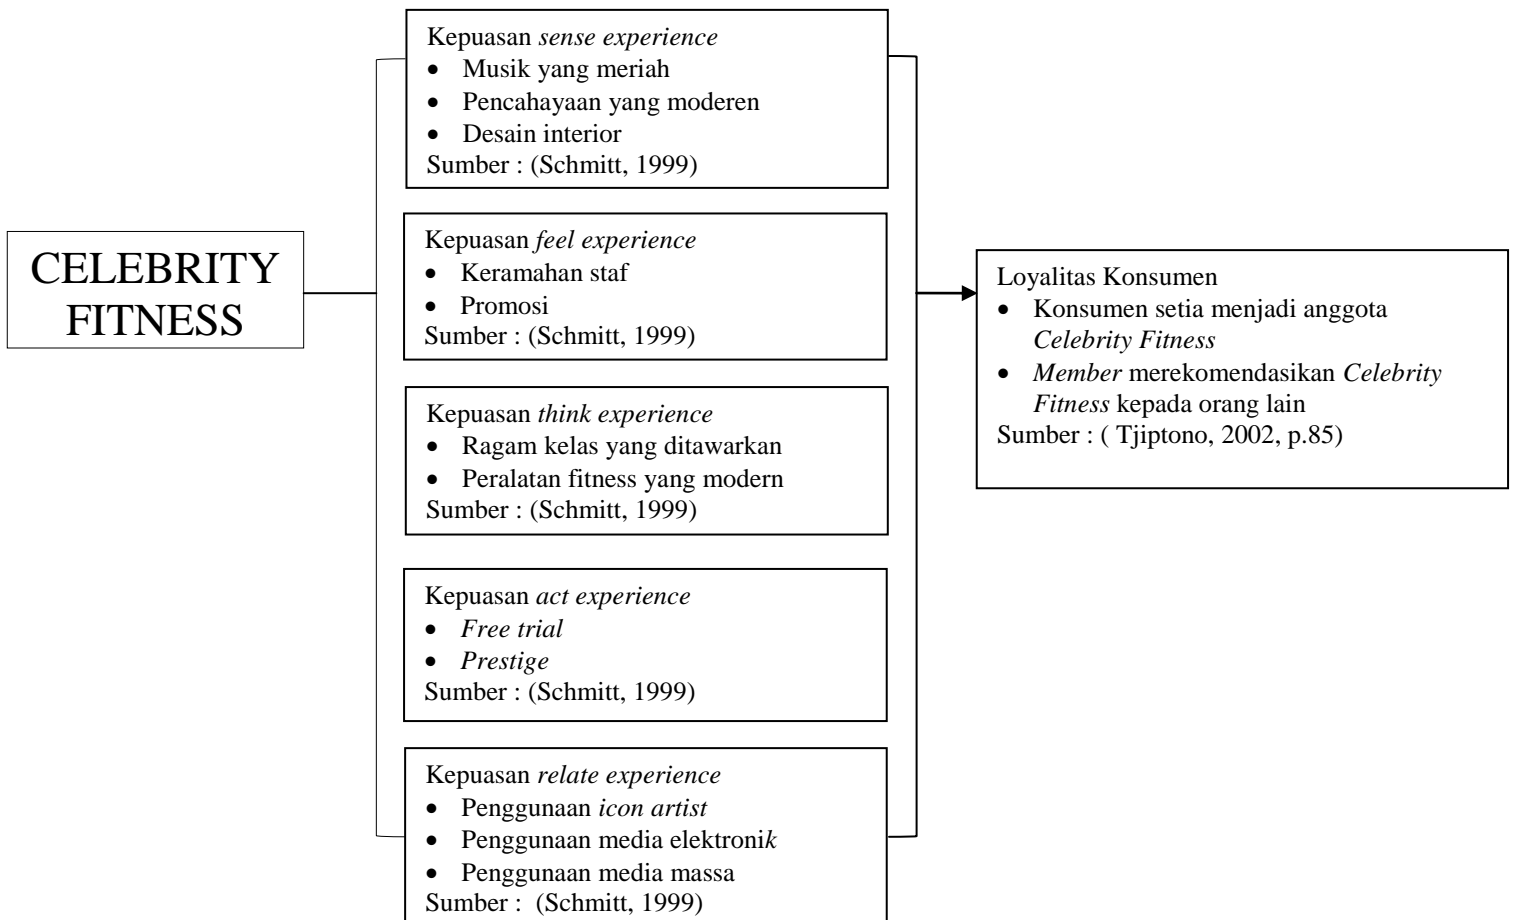 CELEBRITY
FITNESS
Kepuasan sense experience
• Musik yang meriah
• Pencahayaan yang moderen
• Desain interior
Sumber : (Schmitt, 1999)
Kepuasan feel experience
• Keramahan staf
• Promosi
Sumber : (Schmitt, 1999)
Kepuasan think experience
• Ragam kelas yang ditawarkan
• Peralatan fitness yang modern
Sumber : (Schmitt, 1999)
Kepuasan act experience
• Free trial
• Prestige
Sumber : (Schmitt, 1999)
Kepuasan relate experience
• Penggunaan icon artist
• Penggunaan media elektronik
• Penggunaan media massa
Sumber : (Schmitt, 1999)
Loyalitas Konsumen
• Konsumen setia menjadi anggota
Celebrity Fitness
• Member merekomendasikan Celebrity
Fitness kepada orang lain
Sumber : ( Tjiptono, 2002, p.85)